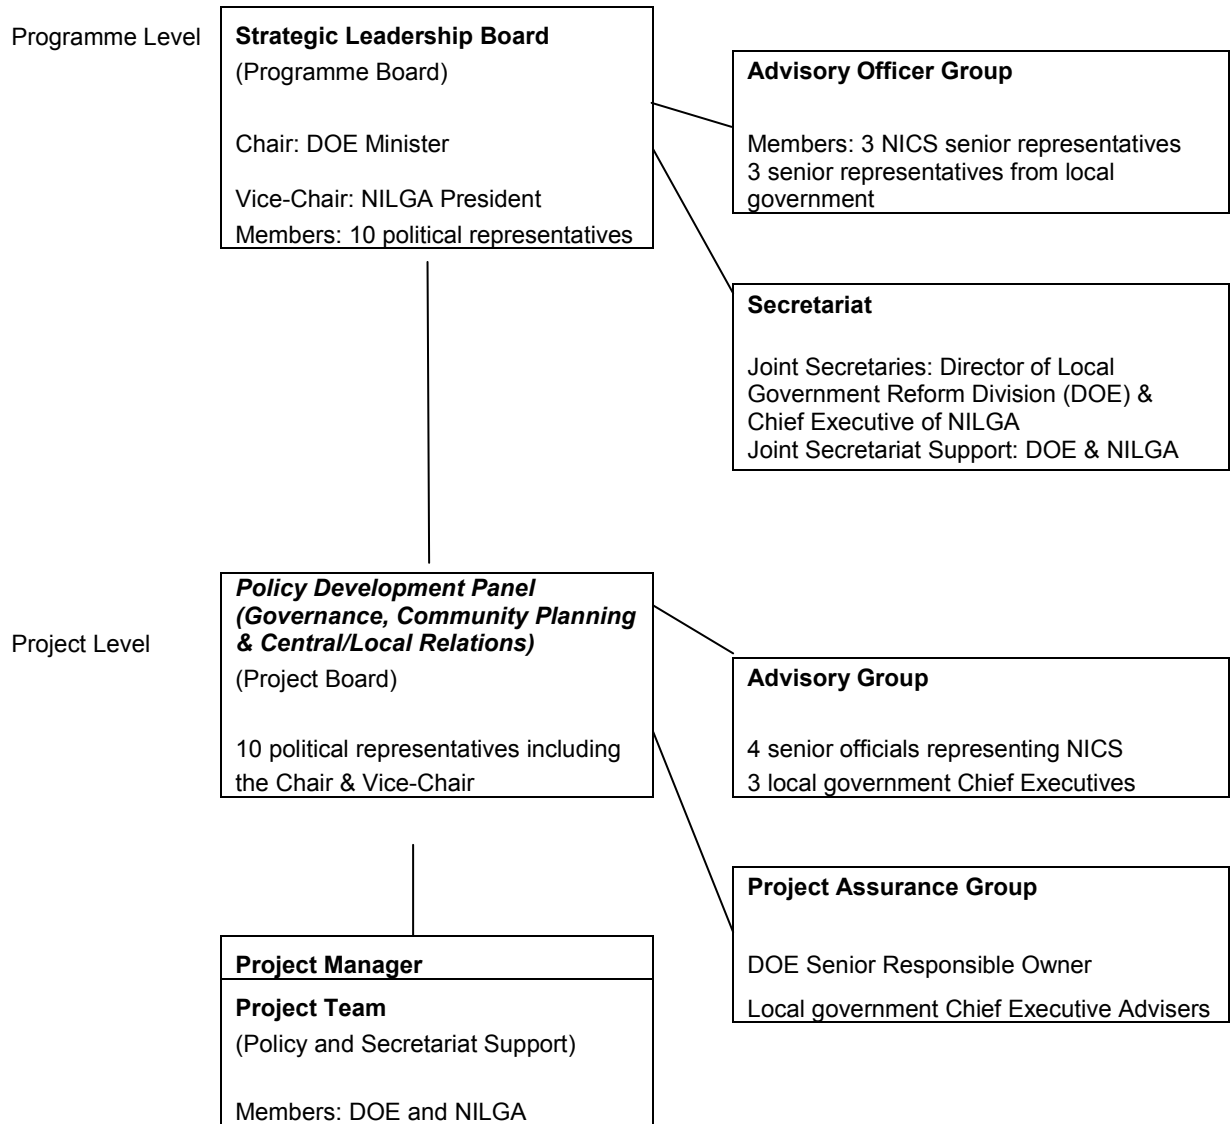 Programme Level
Strategic Leadership Board
(Programme Board)
Chair: DOE Minister
Vice-Chair: NILGA President
Members: 10 political representatives
Advisory Officer Group
Members: 3 NICS senior representatives
3 senior representatives from local
government
Secretariat
Joint Secretaries: Director of Local
Government Reform Division (DOE) &
Chief Executive of NILGA
Joint Secretariat Support: DOE & NILGA
Project Level
Policy Development Panel
(Governance, Community Planning
& Central/Local Relations)
(Project Board)
10 political representatives including
the Chair & Vice-Chair
Advisory Group
4 senior officials representing NICS
3 local government Chief Executives
Project Assurance Group
DOE Senior Responsible Owner
Local government Chief Executive Advisers
Project Manager
Project Team
(Policy and Secretariat Support)
Members: DOE and NILGA